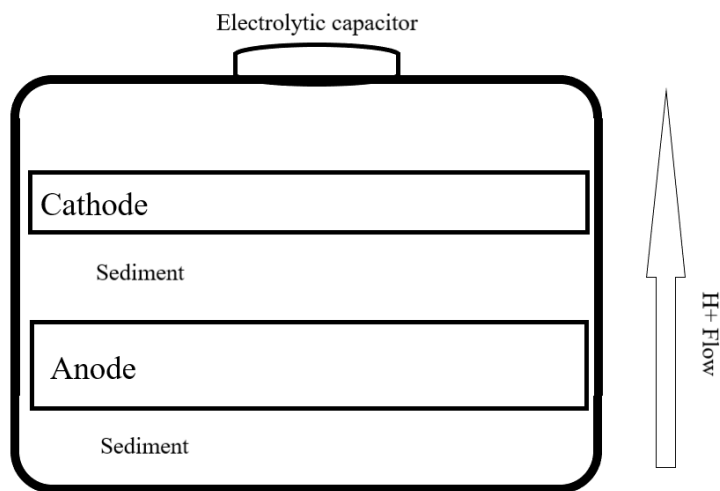 Electrolytic capacitor
Cathode
Sediment
Anode
Sediment
H+ Flow